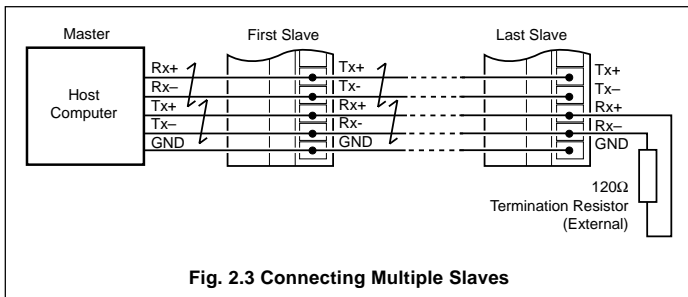 Master
First Slave
Last Slave
Host
Computer
Rx+
Rx–
Tx+
Tx–
GND
Tx+
Tx-
Rx+
Rx-
GND
Tx+
Tx–
Rx+
Rx–
GND
120Ω
Termination Resistor
(External)
Fig. 2.3 Connecting Multiple Slaves